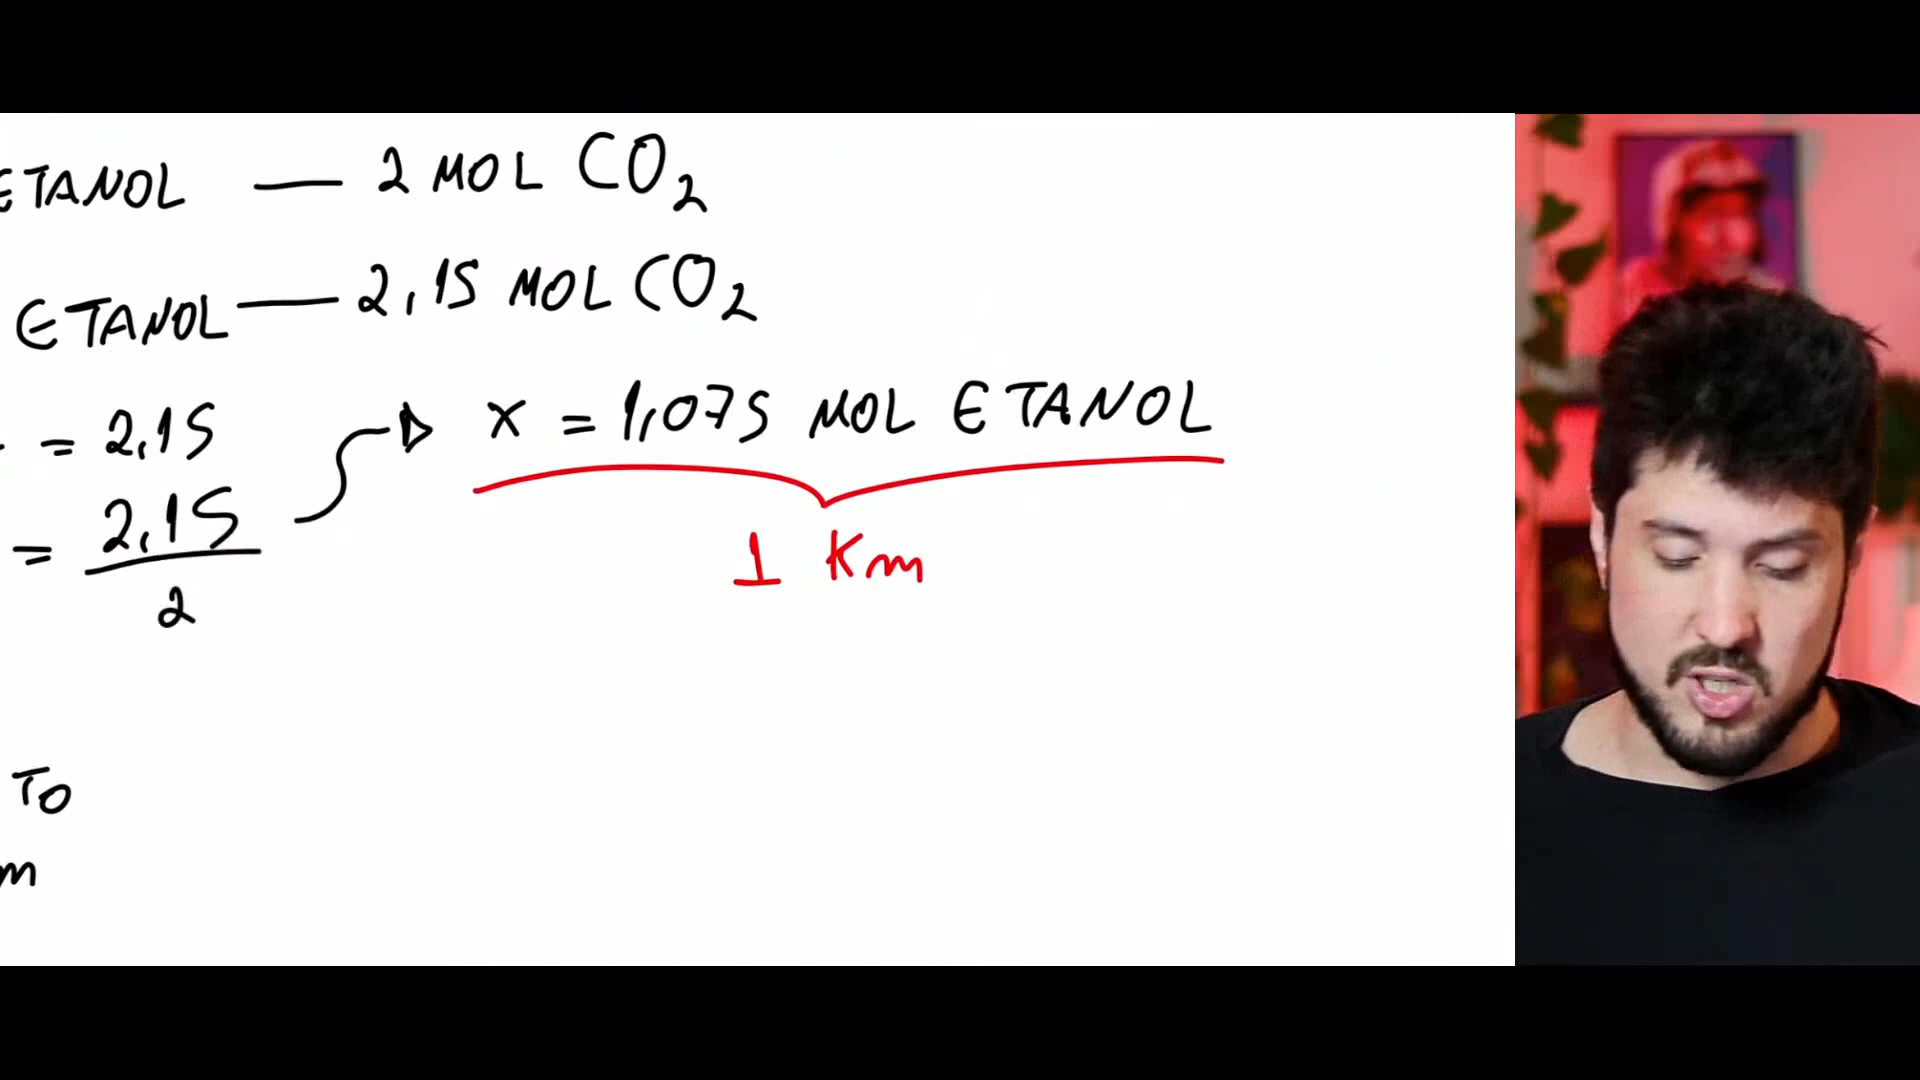 ETANOL — 2 MOL CO2
ETANOL — 2,15 MOL CO2
= 2,15
x = 1,075 MOL ETANOL
= 2,15
2
1 Km
TO
m